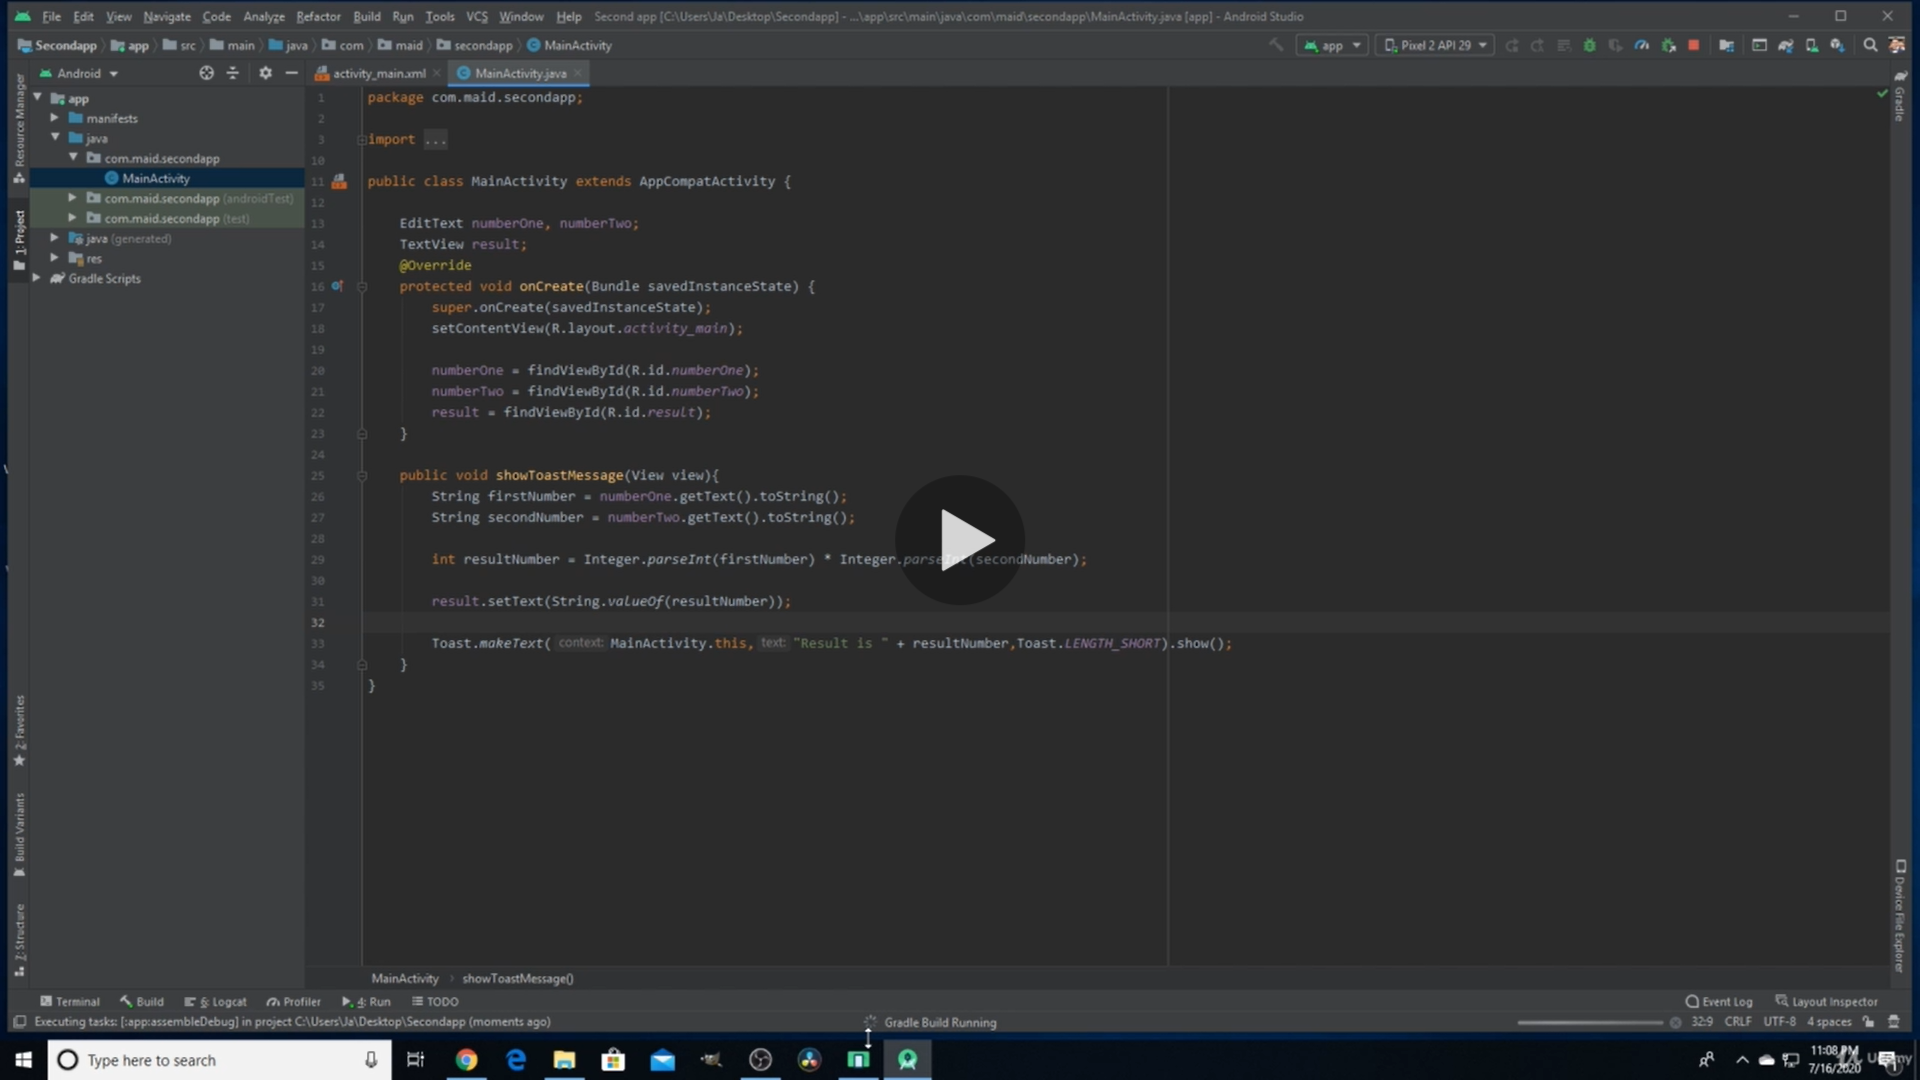 File Edit View Navigate Code Analyze Refactor Build Run Tools VCS Window Help Second app [C:\Users\Ja\Desktop\Secondapp] - ...\app\src\main\java\com\maid\secondapp\MainActivity.java [app] - Android Studio
Secondapp app src main java com maid secondapp MainActivity app Pixel 2 API 29
Android activity_main.xml MainActivity.java
Resource Manager
1: Project
2: Favorites
Build Variants
7: Structure
app
manifests
java
com.maid.secondapp
MainActivity
com.maid.secondapp (androidTest)
com.maid.secondapp (test)
java (generated)
res
Gradle Scripts
1 package com.maid.secondapp;
2
3 import ...
10
11 public class MainActivity extends AppCompatActivity {
12
13 EditText numberOne, numberTwo;
14 TextView result;
15 @Override
16 protected void onCreate(Bundle savedInstanceState) {
17 super.onCreate(savedInstanceState);
18 setContentView(R.layout.activity_main);
19
20 numberOne = findViewById(R.id.numberOne);
21 numberTwo = findViewById(R.id.numberTwo);
22 result = findViewById(R.id.result);
23 }
24
25 public void showToastMessage(View view){
26 String firstNumber = numberOne.getText().toString();
27 String secondNumber = numberTwo.getText().toString();
28
29 int resultNumber = Integer.parseInt(firstNumber) * Integer.parseInt(secondNumber);
30
31 result.setText(String.valueOf(resultNumber));
32
33 Toast.makeText( context: MainActivity.this, text: "Result is " + resultNumber,Toast.LENGTH_SHORT).show();
34 }
35 }
Gradle
Device File Explorer
MainActivity showToastMessage()
Terminal Build 6: Logcat Profiler 4: Run TODO Event Log Layout Inspector
Executing tasks: [:app:assembleDebug] in project C:\Users\Ja\Desktop\Secondapp (moments ago) Gradle Build Running 32:9 CRLF UTF-8 4 spaces
Type here to search
11:08 PM
7/16/2020
Udemy